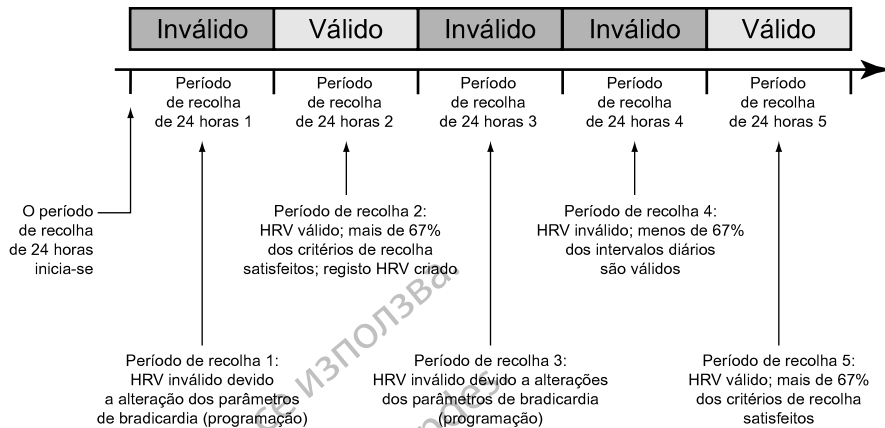 Inválido Válido Inválido Inválido Válido
Período
de recolha
de 24 horas 1
Período
de recolha
de 24 horas 2
Período
de recolha
de 24 horas 3
Período
de recolha
de 24 horas 4
Período
de recolha
de 24 horas 5
O período
de recolha
de 24 horas
inicia-se
Período de recolha 2:
HRV válido; mais de 67%
dos critérios de recolha
satisfeitos; registo HRV criado
Período de recolha 4:
HRV inválido; menos de 67%
dos intervalos diários
são válidos
Período de recolha 1:
HRV inválido devido
a alteração dos parâmetros
de bradicardia (programação)
Período de recolha 3:
HRV inválido devido a alterações
dos parâmetros de bradicardia
(programação)
Período de recolha 5:
HRV válido; mais de 67%
dos critérios de recolha
satisfeitos
се използва.